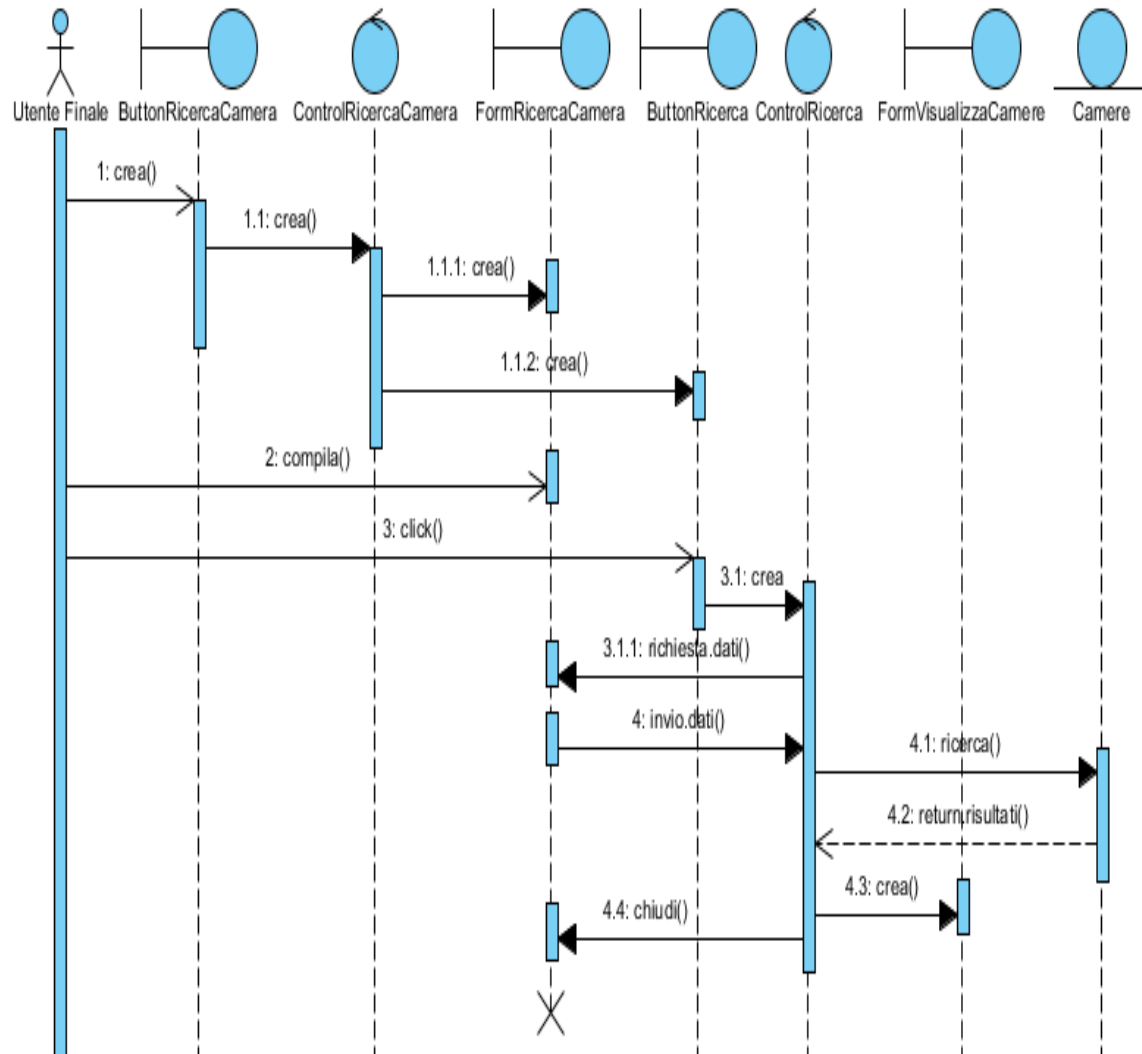 Utente Finale
ButtonRicercaCamera
ControlRicercaCamera
FormRicercaCamera
ButtonRicerca
ControlRicerca
FormVisualizzaCamere
Camere
1: crea()
1.1: crea()
1.1.1: crea()
1.1.2: crea()
2: compila()
3: click()
3.1: crea
3.1.1: richiesta.dati()
4: invio.dati()
4.1: ricerca()
4.2: return.risultati()
4.3: crea()
4.4: chiudi()